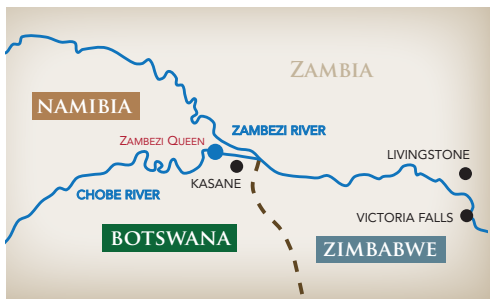 ZAMBIA
NAMIBIA
ZAMBEZI RIVER
ZAMBEZI QUEEN
LIVINGSTONE
KASANE
CHOBE RIVER
VICTORIA FALLS
BOTSWANA
ZIMBABWE